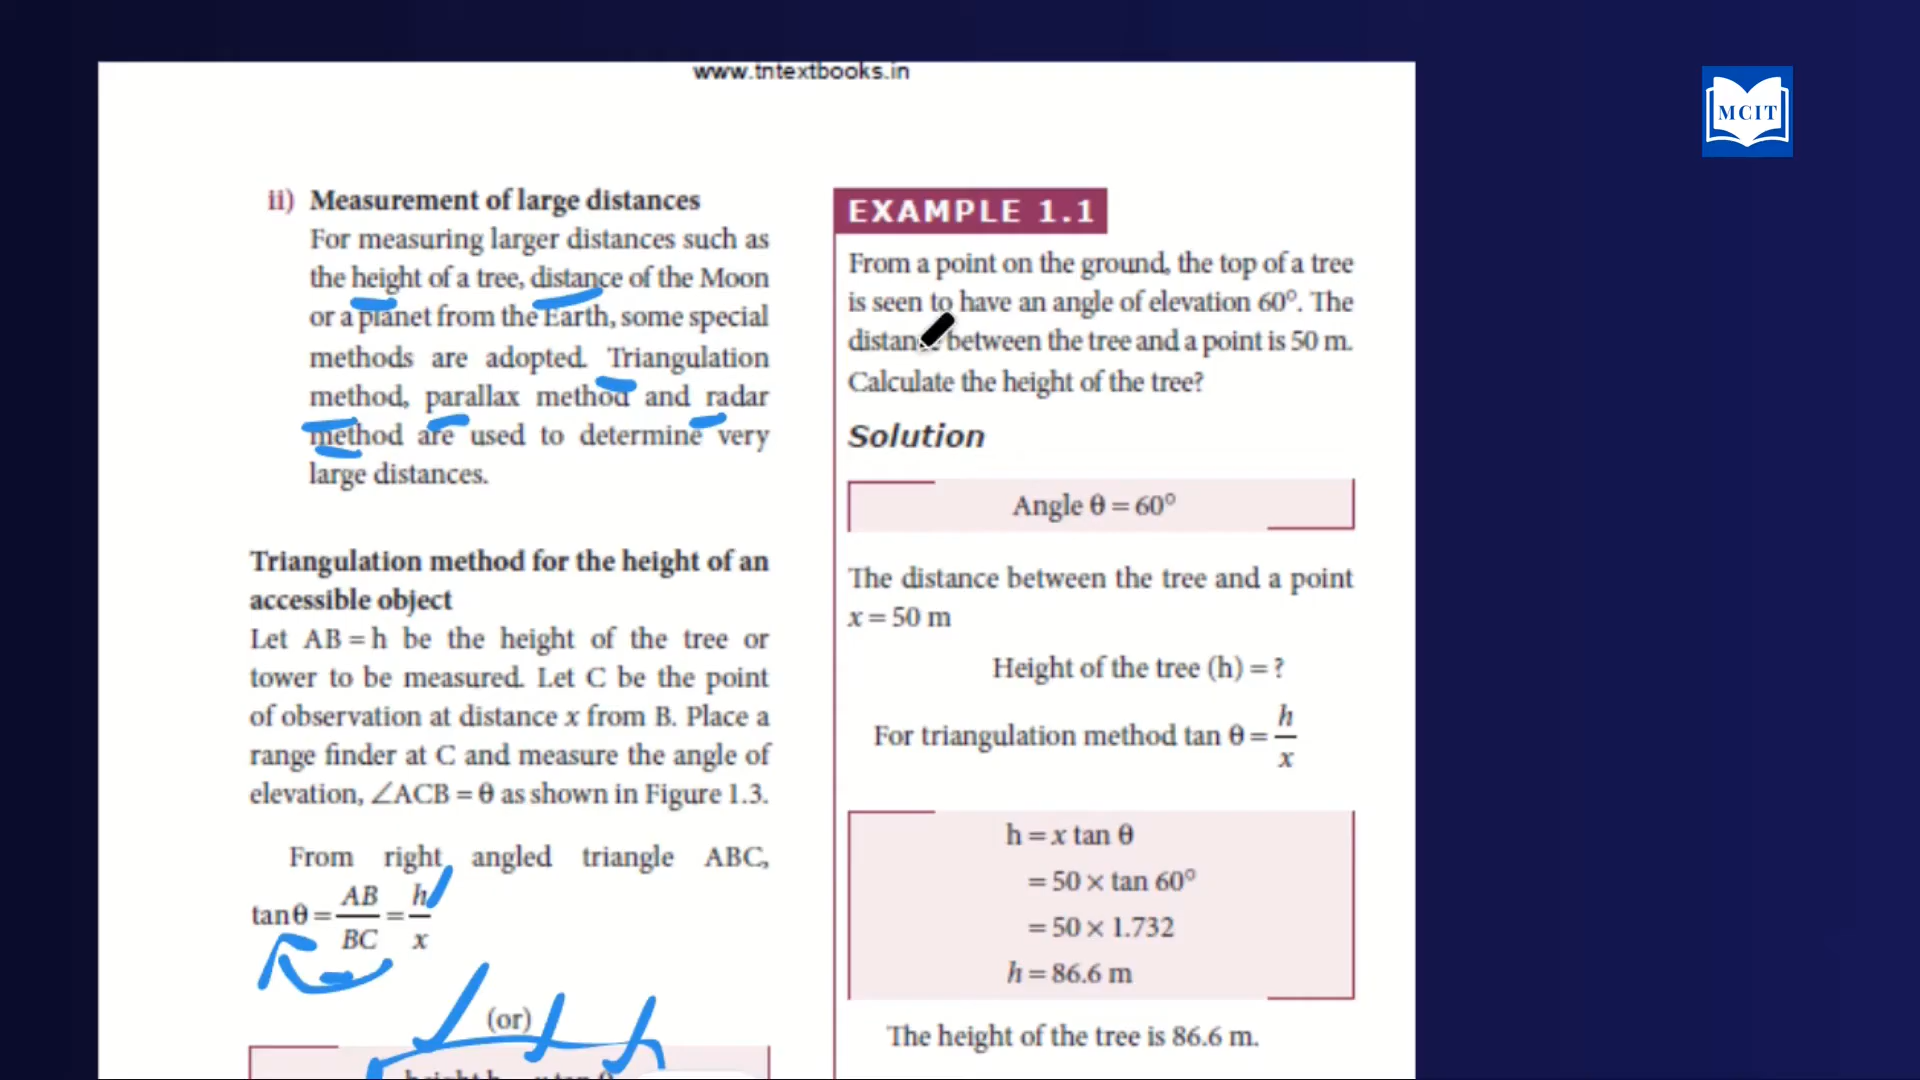 www.tntextbooks.in
MCIT
ii) Measurement of large distances
For measuring larger distances such as
the height of a tree, distance of the Moon
or a planet from the Earth, some special
methods are adopted. Triangulation
method, parallax method and radar
method are used to determine very
large distances.
Triangulation method for the height of an
accessible object
Let AB = h be the height of the tree or
tower to be measured. Let C be the point
of observation at distance x from B. Place a
range finder at C and measure the angle of
elevation, ∠ACB = θ as shown in Figure 1.3.
From right angled triangle ABC,
tanθ = AB/BC = h/x
(or)
height h = x tan θ
EXAMPLE 1.1
From a point on the ground, the top of a tree
is seen to have an angle of elevation 60°. The
distance between the tree and a point is 50 m.
Calculate the height of the tree?
Solution
Angle θ = 60°
The distance between the tree and a point
x = 50 m
Height of the tree (h) = ?
For triangulation method tan θ = h/x
h = x tan θ
= 50 × tan 60°
= 50 × 1.732
h = 86.6 m
The height of the tree is 86.6 m.